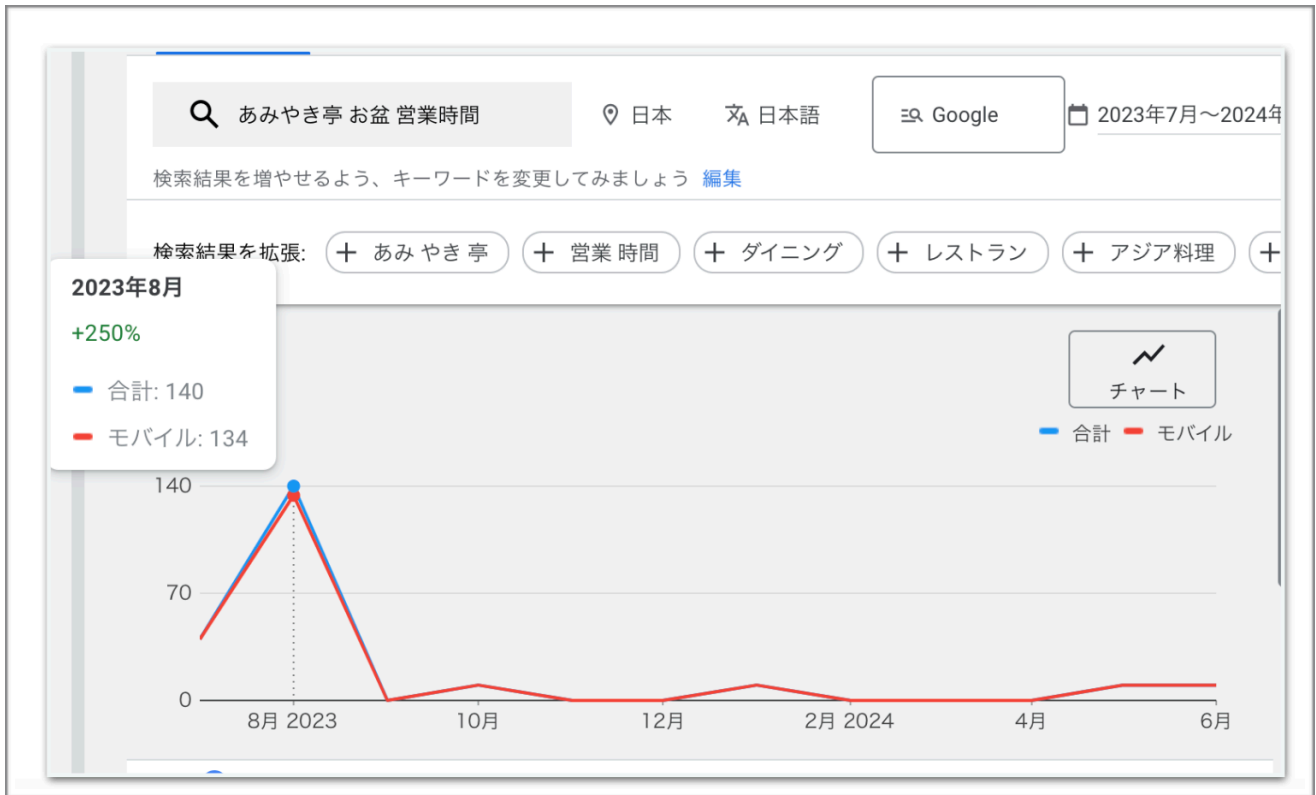 あみやき亭 お盆 営業時間 日本 日本語 Google 2023年7月～2024年
検索結果を増やせるよう、キーワードを変更してみましょう 編集
検索結果を拡張: あみ やき 亭 営業 時間 ダイニング レストラン アジア料理
2023年8月
+250%
合計: 140
モバイル: 134
チャート
合計 モバイル
140
70
0
8月 2023 10月 12月 2月 2024 4月 6月